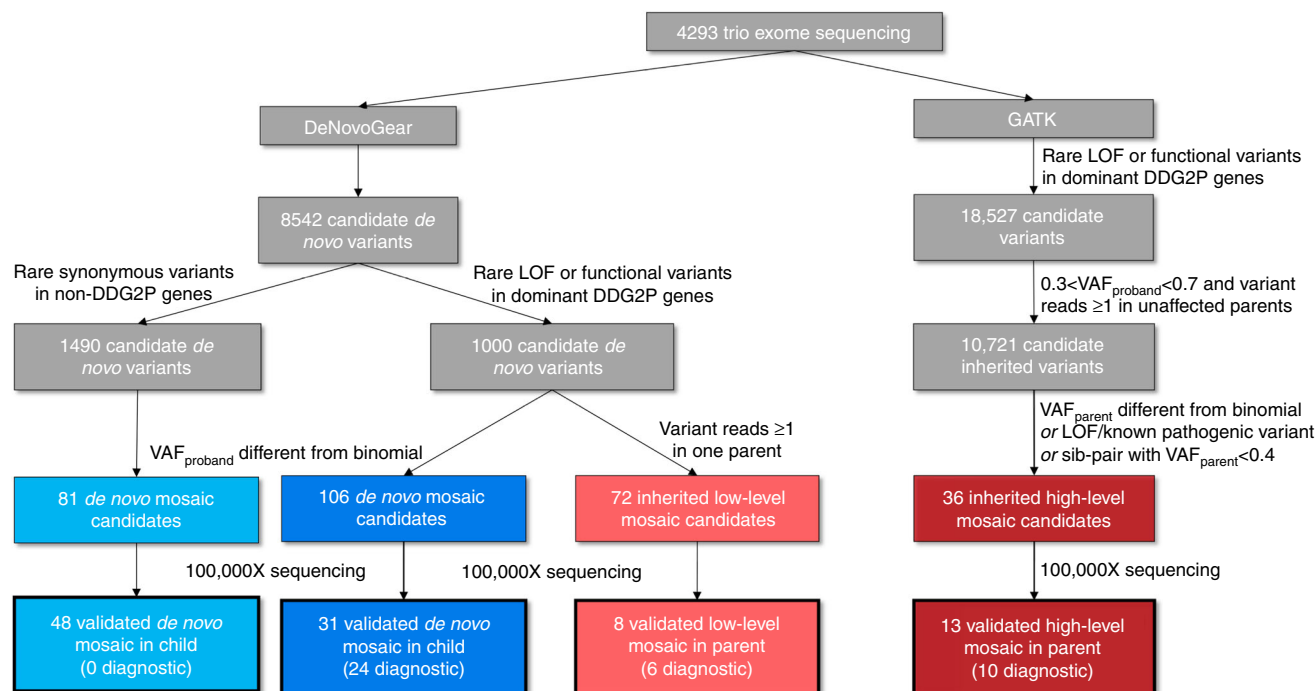 4293 trio exome sequencing
DeNovoGear
GATK
Rare LOF or functional variants
in dominant DDG2P genes
8542 candidate de
novo variants
18,527 candidate
variants
Rare synonymous variants
in non-DDG2P genes
Rare LOF or functional variants
in dominant DDG2P genes
0.3<VAFproband<0.7 and variant
reads ≥1 in unaffected parents
1490 candidate de
novo variants
1000 candidate de
novo variants
10,721 candidate
inherited variants
VAFproband different from binomial
Variant reads ≥1
in one parent
VAFparent different from binomial
or LOF/known pathogenic variant
or sib-pair with VAFparent<0.4
81 de novo mosaic
candidates
106 de novo mosaic
candidates
72 inherited low-level
mosaic candidates
36 inherited high-level
mosaic candidates
100,000X sequencing
100,000X sequencing
100,000X sequencing
48 validated de novo
mosaic in child
(0 diagnostic)
31 validated de novo
mosaic in child
(24 diagnostic)
8 validated low-level
mosaic in parent
(6 diagnostic)
13 validated high-level
mosaic in parent
(10 diagnostic)